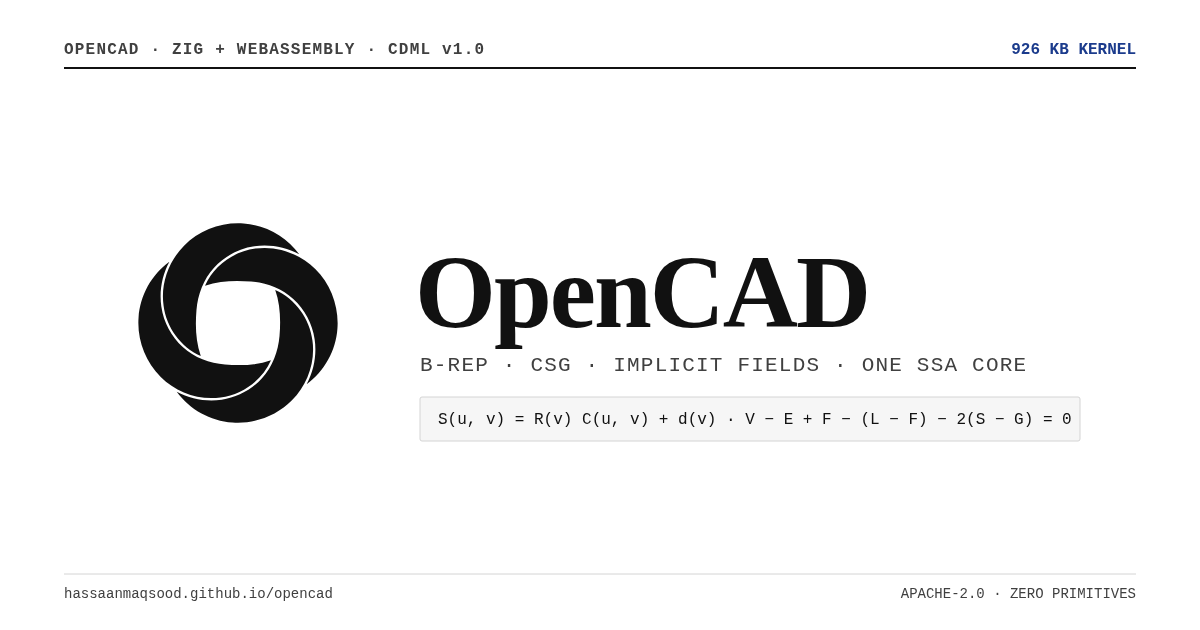 OPENCAD · ZIG + WEBASSEMBLY · CDML v1.0
926 KB KERNEL
OpenCAD
B-REP · CSG · IMPLICIT FIELDS · ONE SSA CORE
S(u, v) = R(v) C(u, v) + d(v) · V − E + F − (L − F) − 2(S − G) = 0
hassaanmaqsood.github.io/opencad
APACHE-2.0 · ZERO PRIMITIVES